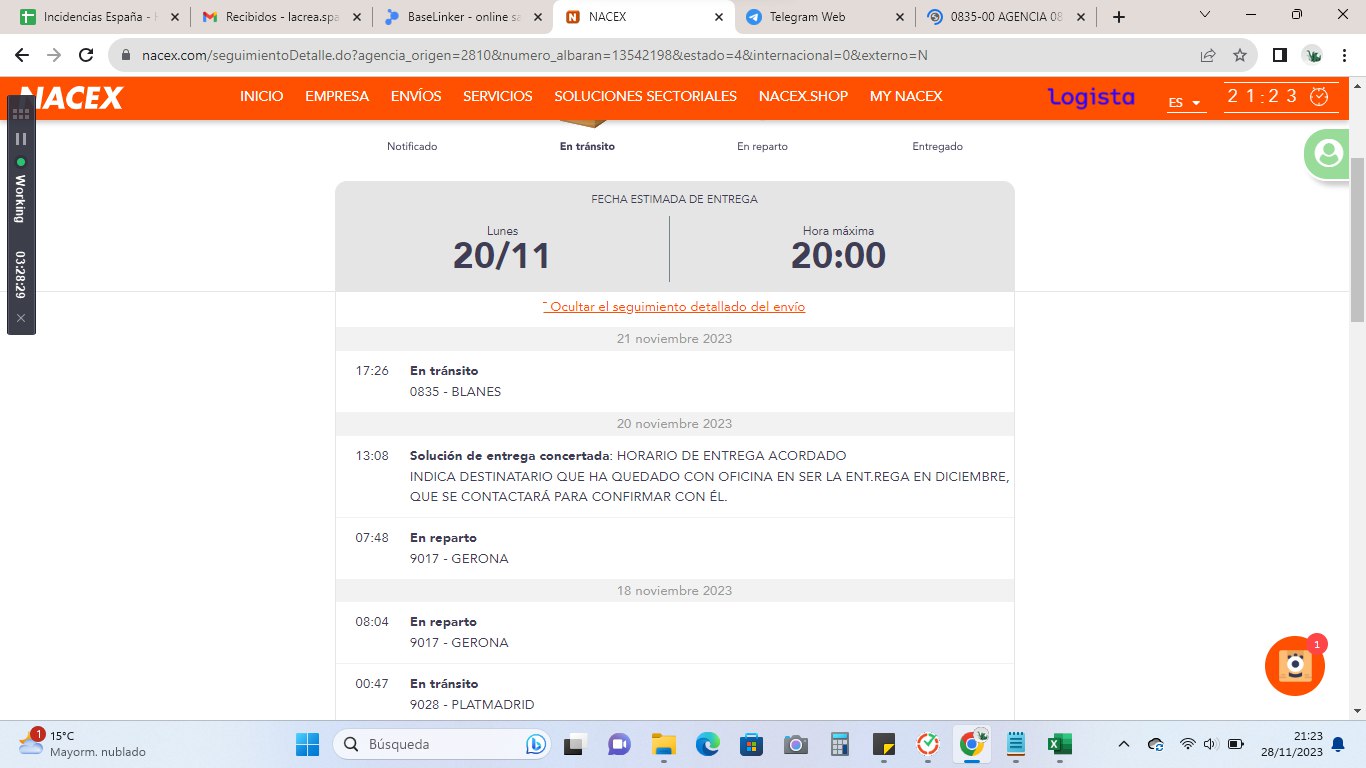 Incidencias España - H
Recibidos - lacrea.spa
BaseLinker - online sa
NACEX
Telegram Web
0835-00 AGENCIA 08
nacex.com/seguimientoDetalle.do?agencia_origen=2810&numero_albaran=13542198&estado=4&internacional=0&externo=N
NACEX
INICIO
EMPRESA
ENVÍOS
SERVICIOS
SOLUCIONES SECTORIALES
NACEX.SHOP
MY NACEX
logista
ES
21:23
Working
03:28:29
Notificado
En tránsito
En reparto
Entregado
FECHA ESTIMADA DE ENTREGA
Lunes
20/11
Hora máxima
20:00
Ocultar el seguimiento detallado del envío
21 noviembre 2023
17:26 En tránsito
0835 - BLANES
20 noviembre 2023
13:08 Solución de entrega concertada: HORARIO DE ENTREGA ACORDADO
INDICA DESTINATARIO QUE HA QUEDADO CON OFICINA EN SER LA ENT.REGA EN DICIEMBRE,
QUE SE CONTACTARÁ PARA CONFIRMAR CON ÉL.
07:48 En reparto
9017 - GERONA
18 noviembre 2023
08:04 En reparto
9017 - GERONA
00:47 En tránsito
9028 - PLATMADRID
1
1
15°C
Mayorm. nublado
Búsqueda
21:23
28/11/2023